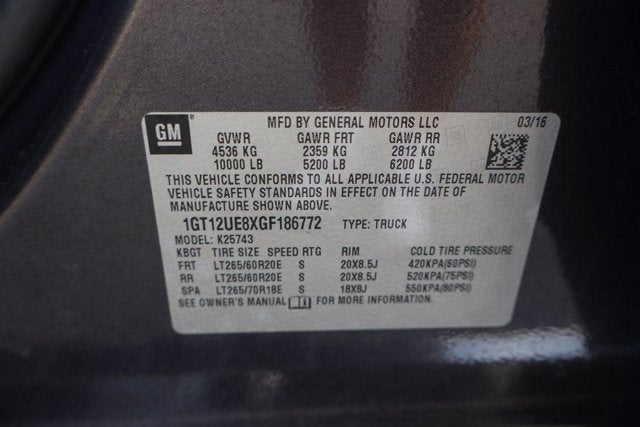 MFD BY GENERAL MOTORS LLC 03/16
GM
GVWR GAWR FRT GAWR RR
4536 KG 2359 KG 2812 KG
10000 LB 5200 LB 6200 LB
THIS VEHICLE CONFORMS TO ALL APPLICABLE U.S. FEDERAL MOTOR
VEHICLE SAFETY STANDARDS IN EFFECT ON THE DATE OF
MANUFACTURE SHOWN ABOVE.
1GT12UE8XGF186772 TYPE: TRUCK
MODEL: K25743
KBGT TIRE SIZE SPEED RTG RIM COLD TIRE PRESSURE
FRT LT265/60R20E S 20X8.5J 420KPA(60PSI)
RR LT265/60R20E S 20X8.5J 520KPA(75PSI)
SPA LT265/70R18E S 18X8J 550KPA(80PSI)
SEE OWNER'S MANUAL FOR MORE INFORMATION.